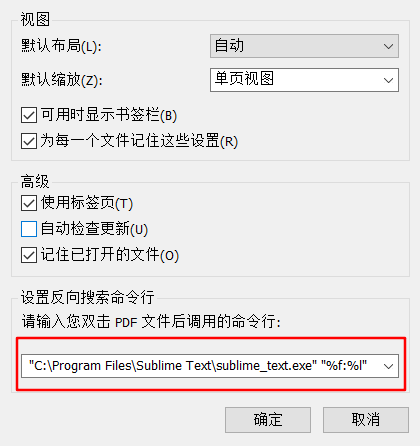 视图
默认布局(L): 自动
默认缩放(Z): 单页视图
可用时显示书签栏(B)
为每一个文件记住这些设置(R)
高级
使用标签页(T)
自动检查更新(U)
记住已打开的文件(O)
设置反向搜索命令行
请输入您双击 PDF 文件后调用的命令行:
"C:\Program Files\Sublime Text\sublime_text.exe" "%f:%l"
确定 取消